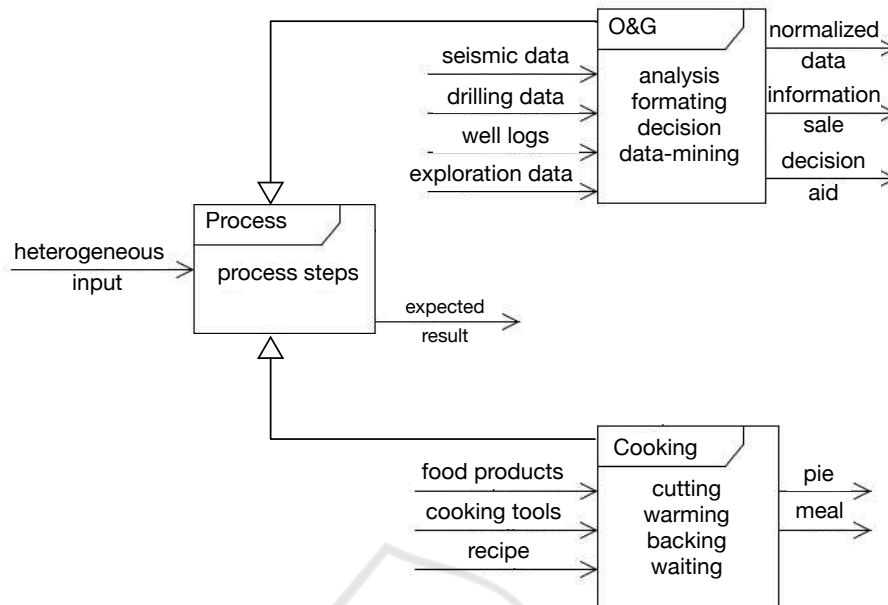 O&G
seismic data
drilling data
well logs
exploration data
analysis
formating
decision
data-mining
normalized
data
information
sale
decision
aid
Process
heterogeneous
input
process steps
expected
result
Cooking
food products
cooking tools
recipe
cutting
warming
backing
waiting
pie
meal